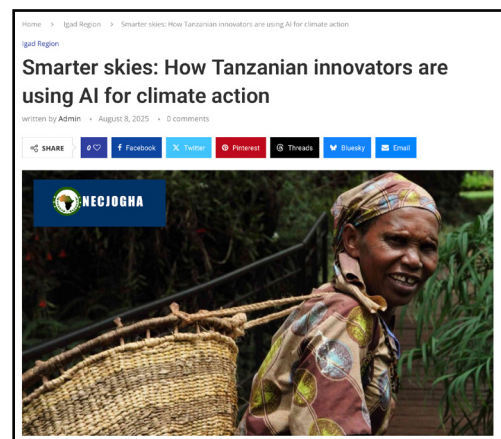 Home > Igad Region > Smarter skies: How Tanzanian innovators are using AI for climate action
Igad Region
Smarter skies: How Tanzanian innovators are
using AI for climate action
written by Admin • August 8, 2025 • 0 comments
SHARE 0 Facebook Twitter Pinterest Threads Bluesky Email
NECJOGHA